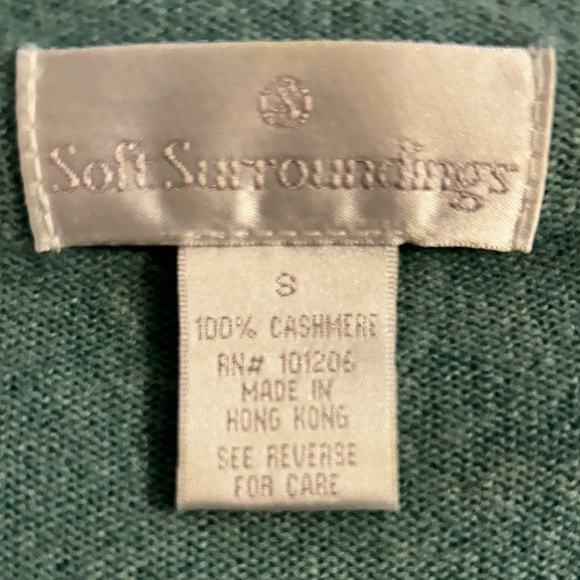 Soft Surroundings
S
100% CASHMERE
RN# 101206
MADE IN
HONG KONG
SEE REVERSE
FOR CARE